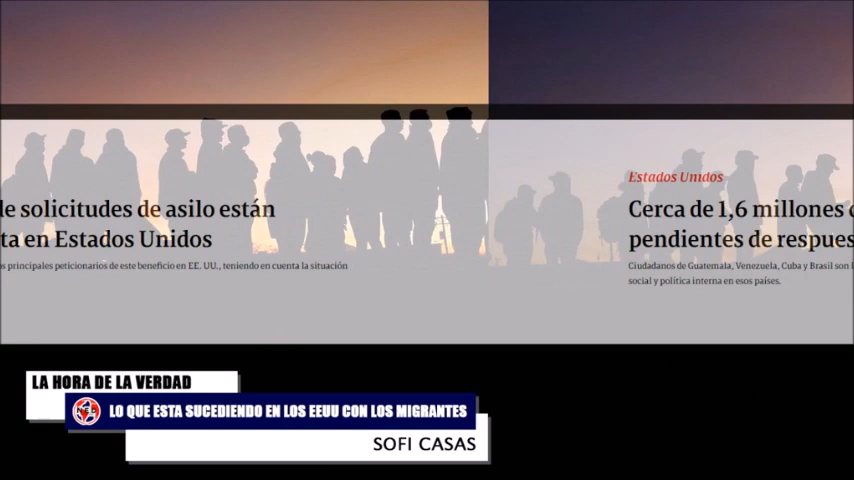 de solicitudes de asilo están
ta en Estados Unidos
os principales peticionarios de este beneficio en EE. UU., teniendo en cuenta la situación
Estados Unidos
Cerca de 1,6 millones
pendientes de respues
Ciudadanos de Guatemala, Venezuela, Cuba y Brasil son
social y política interna en esos países.
LA HORA DE LA VERDAD
LO QUE ESTA SUCEDIENDO EN LOS EEUU CON LOS MIGRANTES
SOFI CASAS